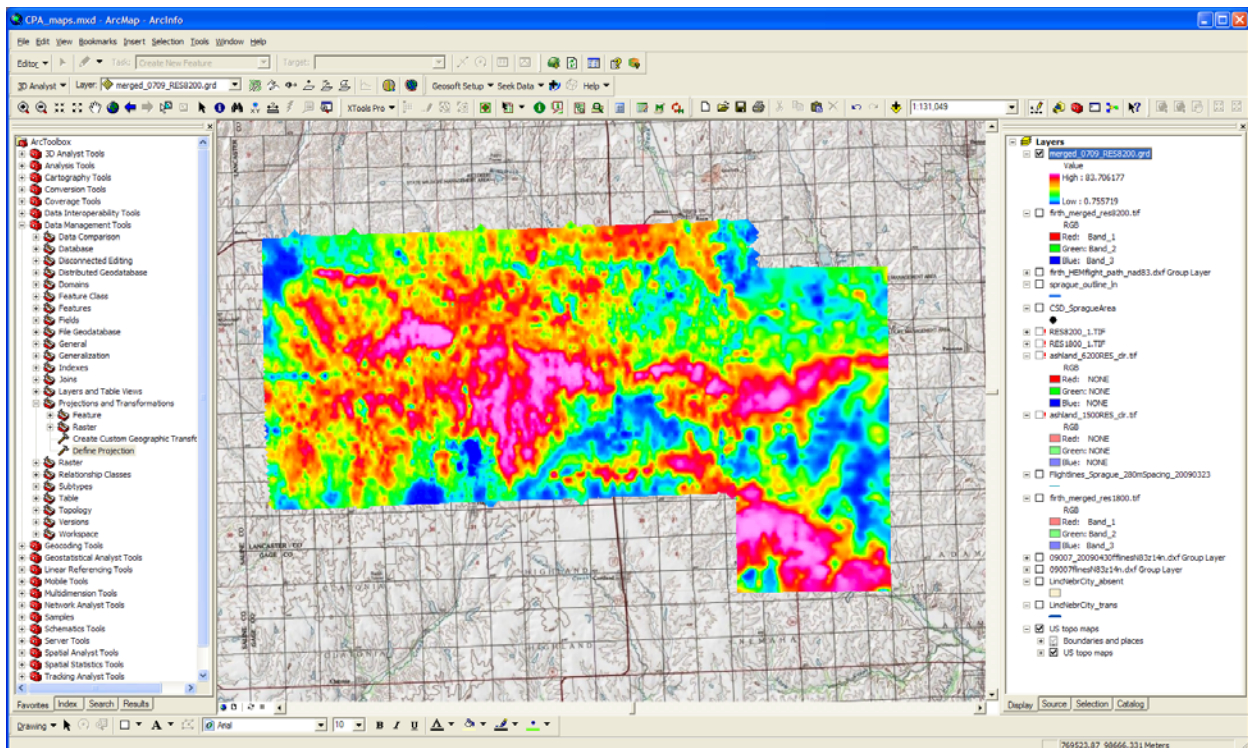 CPA_maps.mxd - ArcMap - ArcInfo
File Edit View Bookmarks Insert Selection Tools Window Help
Editor Task: Create New Feature Target:
3D Analyst Layer: merged_0709_RES8200.grd Geosoft Setup Seek Data Help
XTools Pro 1:131,049
ArcToolbox
3D Analyst Tools
Analysis Tools
Cartography Tools
Conversion Tools
Coverage Tools
Data Interoperability Tools
Data Management Tools
Data Comparison
Database
Disconnected Editing
Distributed Geodatabase
Domains
Feature Class
Features
Fields
File Geodatabase
General
Generalization
Indexes
Joins
Layers and Table Views
Projections and Transformations
Feature
Raster
Create Custom Geographic Transf
Define Projection
Raster
Relationship Classes
Subtypes
Table
Topology
Versions
Workspace
Geocoding Tools
Geostatistical Analyst Tools
Linear Referencing Tools
Mobile Tools
Multidimension Tools
Network Analyst Tools
Samples
Schematics Tools
Server Tools
Spatial Analyst Tools
Spatial Statistics Tools
Tracking Analyst Tools
Favorites Index Search Results
LANCASTER CO
GAGE CO
HIGHLAND
HIGHLAND
Cortland
Layers
merged_0709_RES8200.grd
Value
High : 83.706177
Low : 0.755719
firth_merged_res8200.tif
RGB
Red: Band_1
Green: Band_2
Blue: Band_3
firth_HEMflight_path_nad83.dxf Group Layer
sprague_outline_ln
CSD_SpragueArea
RES8200_1.TIF
RES1800_1.TIF
ashland_6200RES_clr.tif
RGB
Red: NONE
Green: NONE
Blue: NONE
ashland_1500RES_clr.tif
RGB
Red: NONE
Green: NONE
Blue: NONE
Flightlines_Sprague_280mSpacing_20090323
firth_merged_res1800.tif
RGB
Red: Band_1
Green: Band_2
Blue: Band_3
09007_20090430fflinesN83z14n.dxf Group Layer
09007flinesN83z14n.dxf Group Layer
LincNebrCity_absent
LincNebrCity_trans
US topo maps
Boundaries and places
US topo maps
Display Source Selection Catalog
Drawing Arial 10 B I U A
769523.87 98666.331 Meters